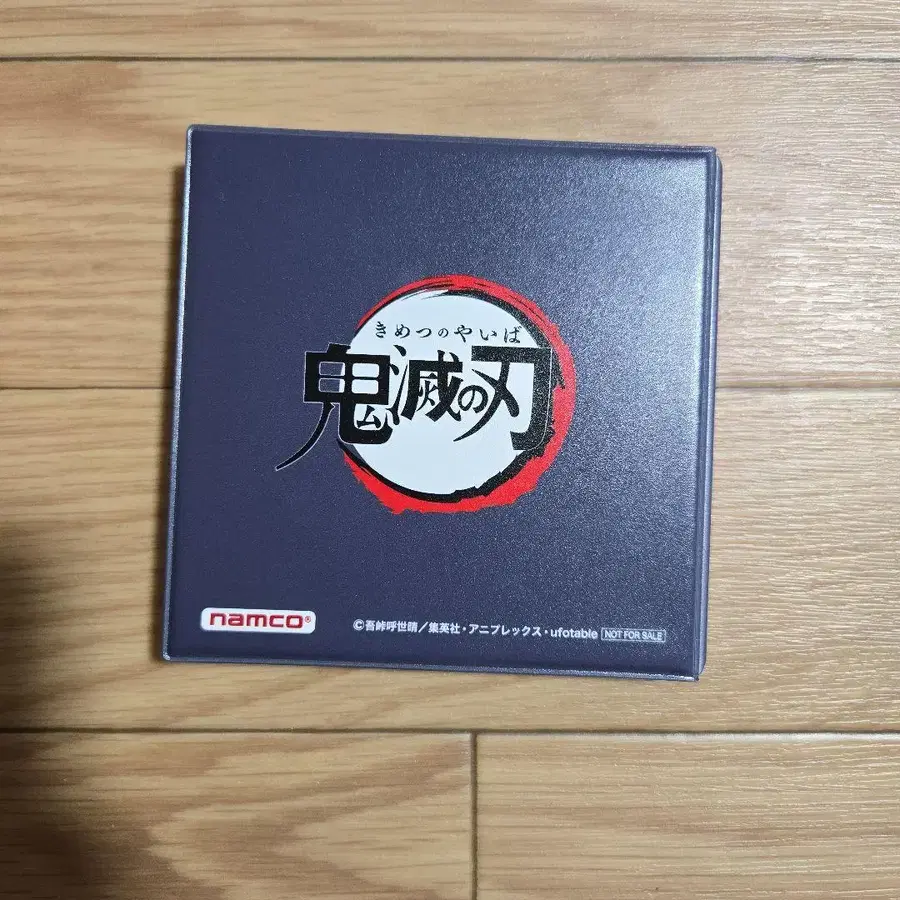 きめつのやいば
鬼滅の刃
namco®
©吾峠呼世晴/集英社・アニプレックス・ufotable NOT FOR SALE